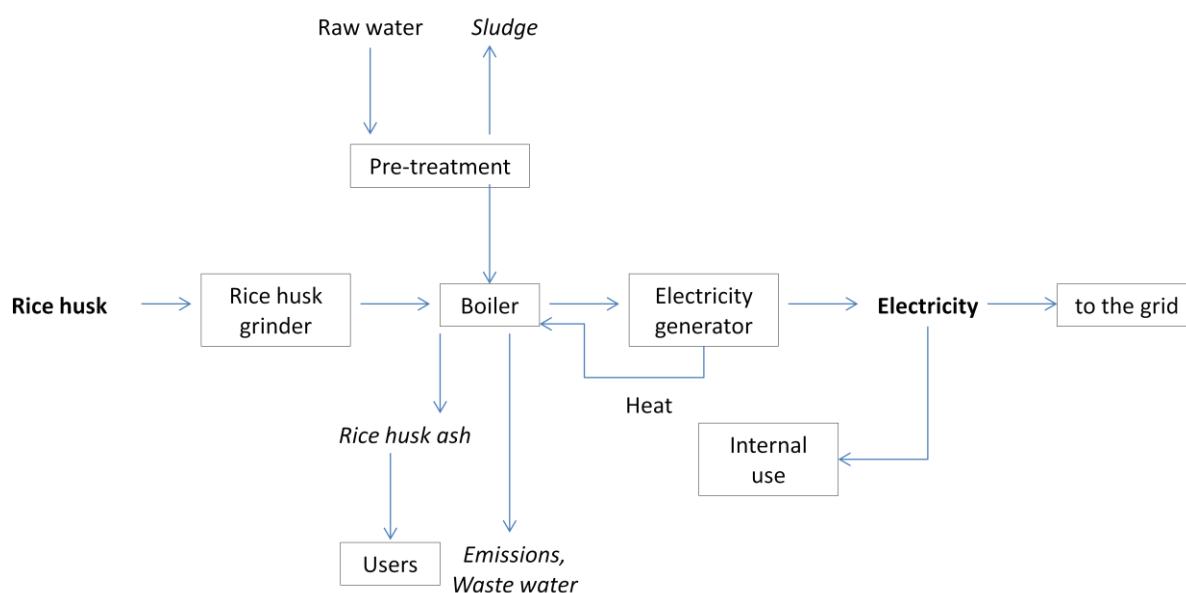 Raw water
Sludge
Pre-treatment
Rice husk
Rice husk
grinder
Boiler
Electricity
generator
Electricity
to the grid
Heat
Rice husk ash
Internal
use
Users
Emissions,
Waste water